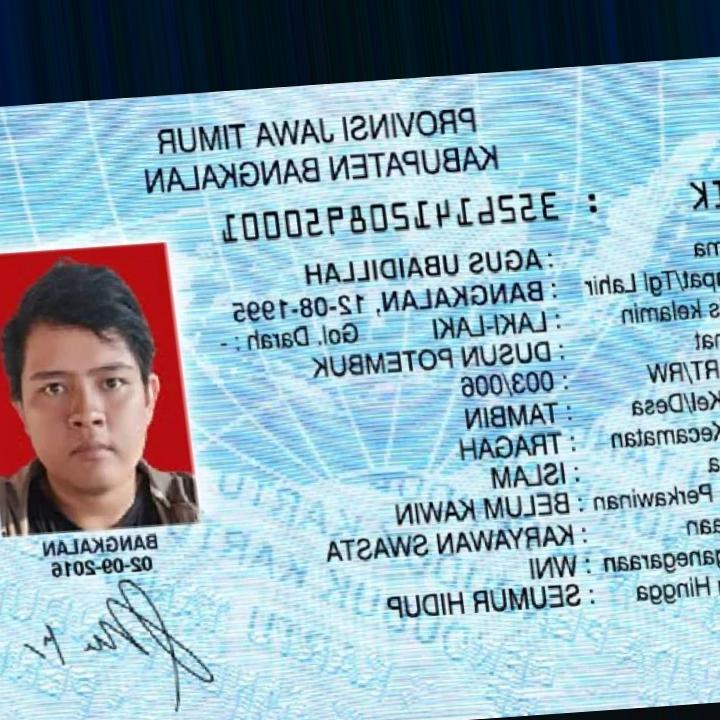 PROVINSI JAWA TIMUR
KABUPATEN BANGKALAN
IK : 3526141208950001
ma : AGUS UBAIDILLAH
pat/Tgl Lahir : BANGKALAN, 12-08-1995
s kelamin : LAKI-LAKI Gol. Darah : -
mat : DUSUN POTEMBUK
RT/RW : 003/006
Kel/Desa : TAMBIN
Kecamatan : TRAGAH
a : ISLAM
Perkawinan : BELUM KAWIN
aan : KARYAWAN SWASTA
ganegaraan : WNI
Hingga : SEUMUR HIDUP
BANGKALAN
02-09-2016